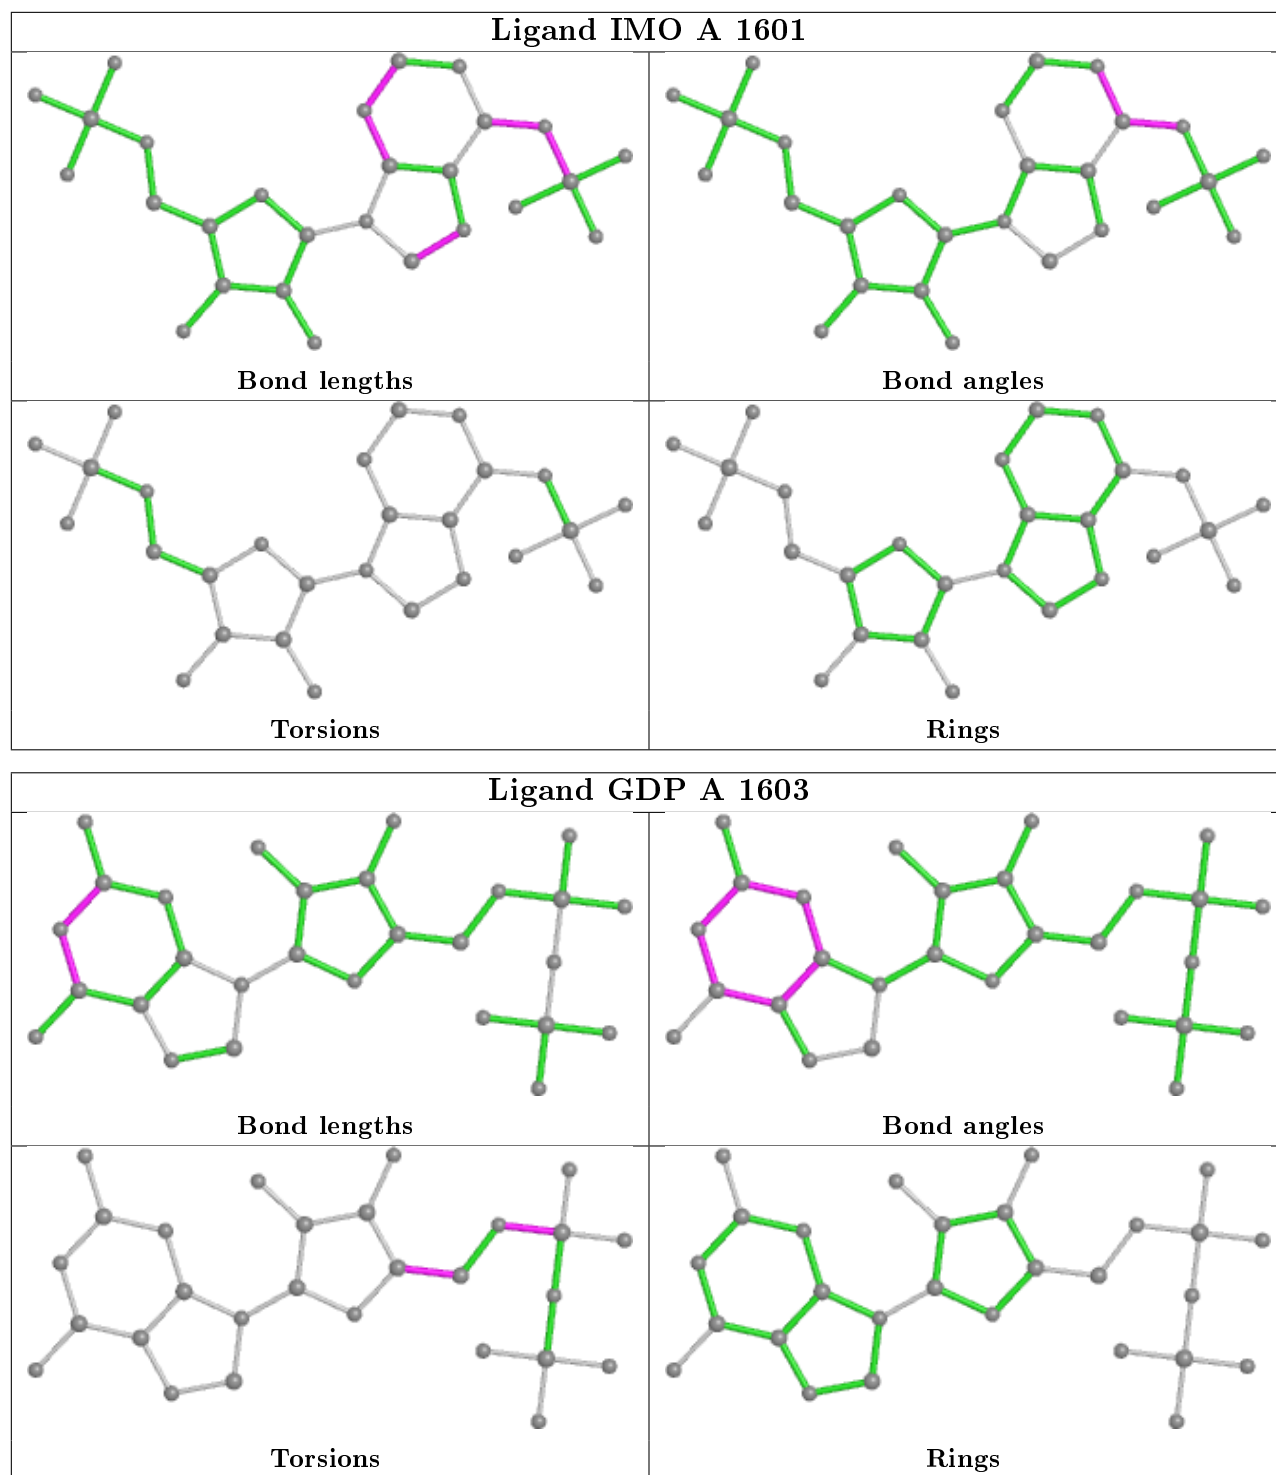 Ligand IMO A 1601
Bond lengths
Bond angles
Torsions
Rings
Ligand GDP A 1603
Bond lengths
Bond angles
Torsions
Rings